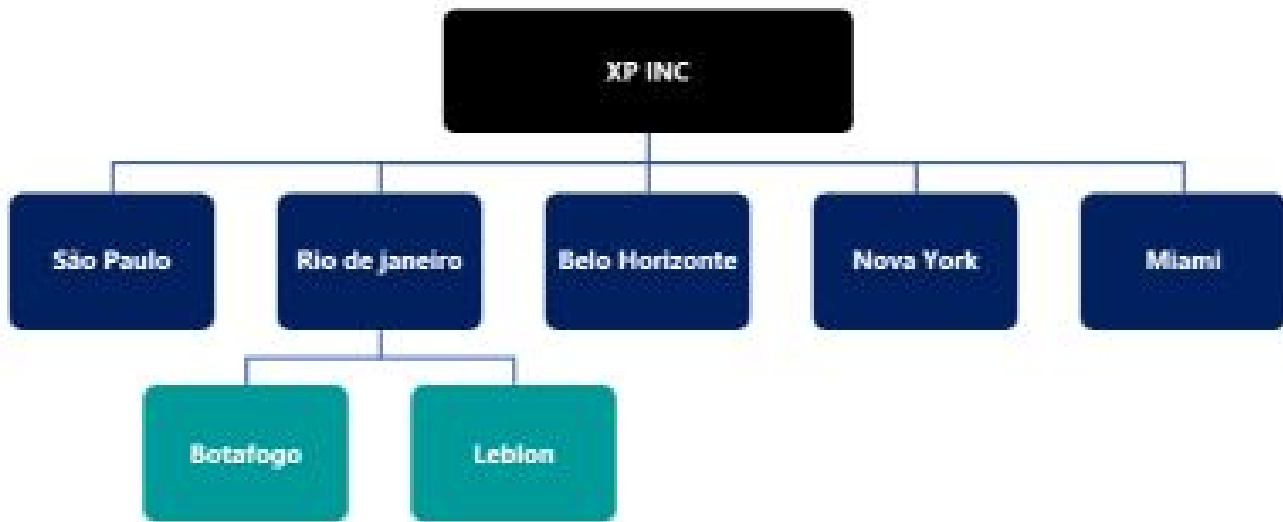 XP INC
São Paulo
Rio de janeiro
Belo Horizonte
Nova York
Miami
Botafogo
Leblon